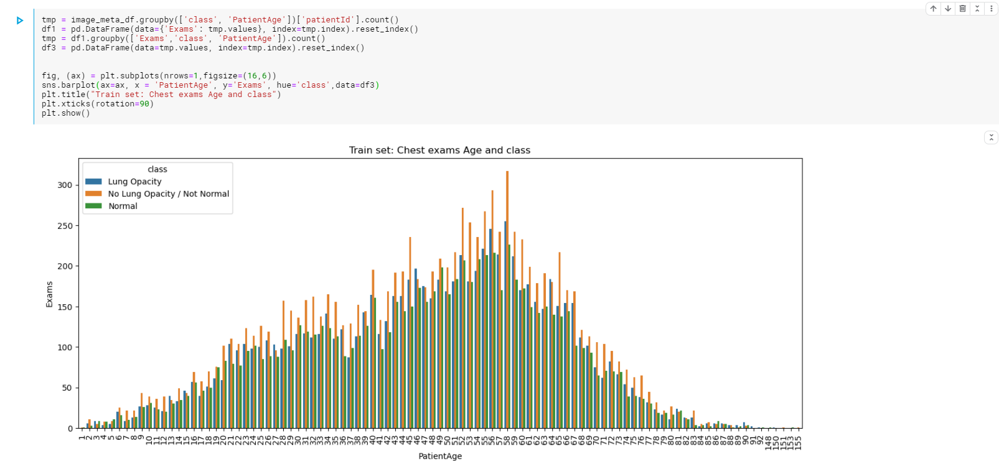 tmp = image_meta_df.groupby(['class', 'PatientAge'])['patientId'].count()
df1 = pd.DataFrame(data={'Exams': tmp.values}, index=tmp.index).reset_index()
tmp = df1.groupby(['Exams','class', 'PatientAge']).count()
df3 = pd.DataFrame(data=tmp.values, index=tmp.index).reset_index()
fig, (ax) = plt.subplots(nrows=1,figsize=(16,6))
sns.barplot(ax=ax, x = 'PatientAge', y='Exams', hue='class',data=df3)
plt.title("Train set: Chest exams Age and class")
plt.xticks(rotation=90)
plt.show()
Train set: Chest exams Age and class
class
Lung Opacity
No Lung Opacity / Not Normal
Normal
300
250
200
150
100
50
0
Exams
1 2 3 4 5 6 7 8 9 10 11 12 13 14 15 16 17 18 19 20 21 22 23 24 25 26 27 28 29 30 31 32 33 34 35 36 37 38 39 40 41 42 43 44 45 46 47 48 49 50 51 52 53 54 55 56 57 58 59 60 61 62 63 64 65 66 67 68 69 70 71 72 73 74 75 76 77 78 79 80 81 82 83 84 85 86 87 88 89 90 91 92 148 150 151 153 155
PatientAge